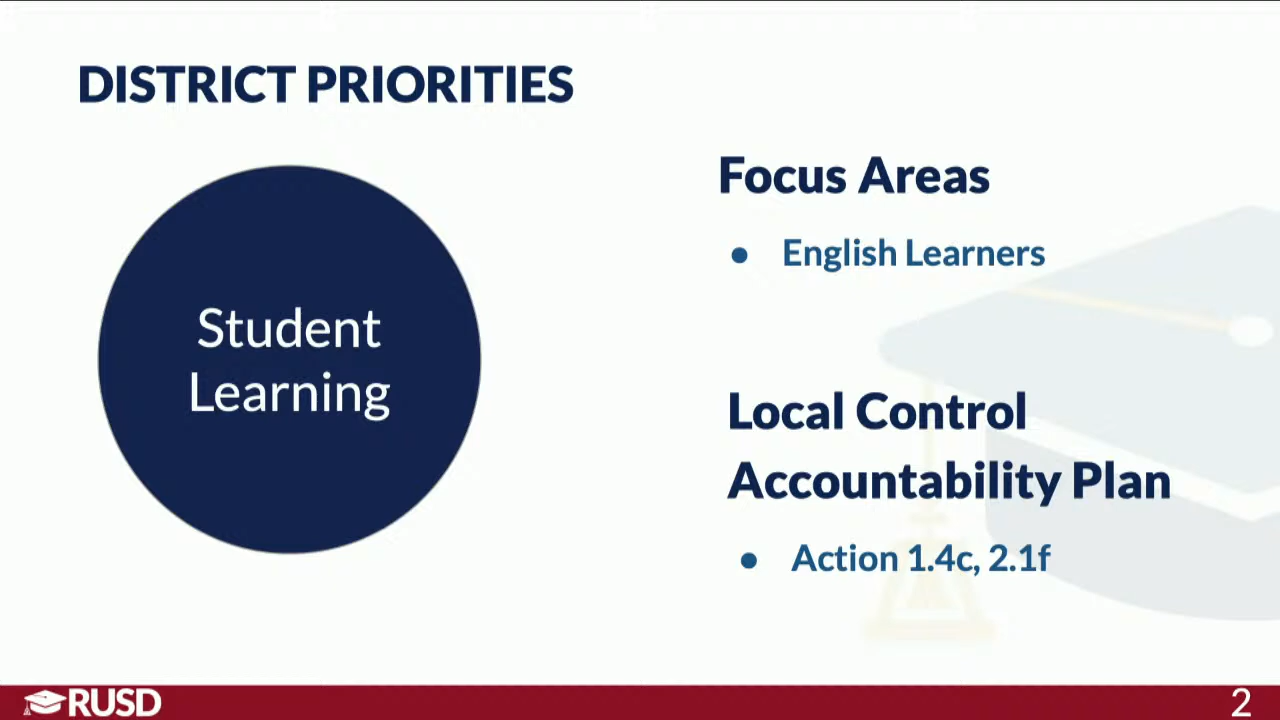 DISTRICT PRIORITIES
Student
Learning
Focus Areas
● English Learners
Local Control
Accountability Plan
● Action 1.4c, 2.1f
RUSD
2